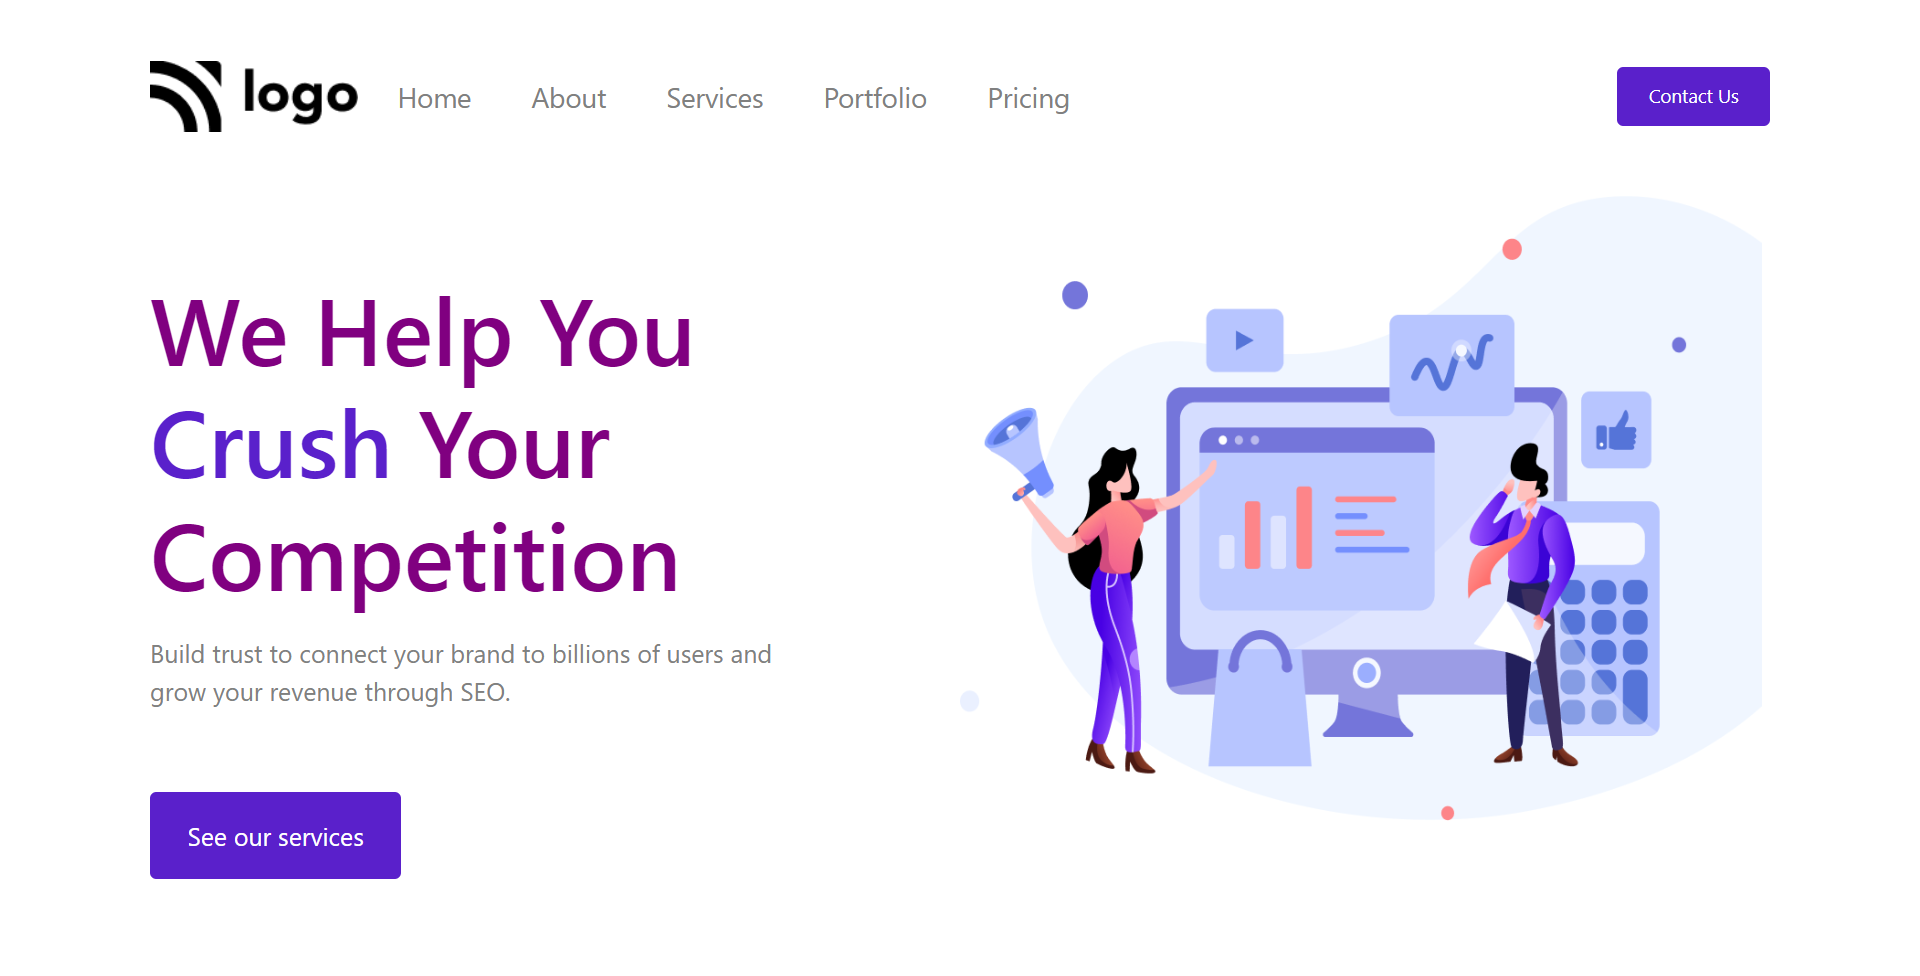 logo Home About Services Portfolio Pricing Contact Us
We Help You
Crush Your
Competition
Build trust to connect your brand to billions of users and
grow your revenue through SEO.
See our services